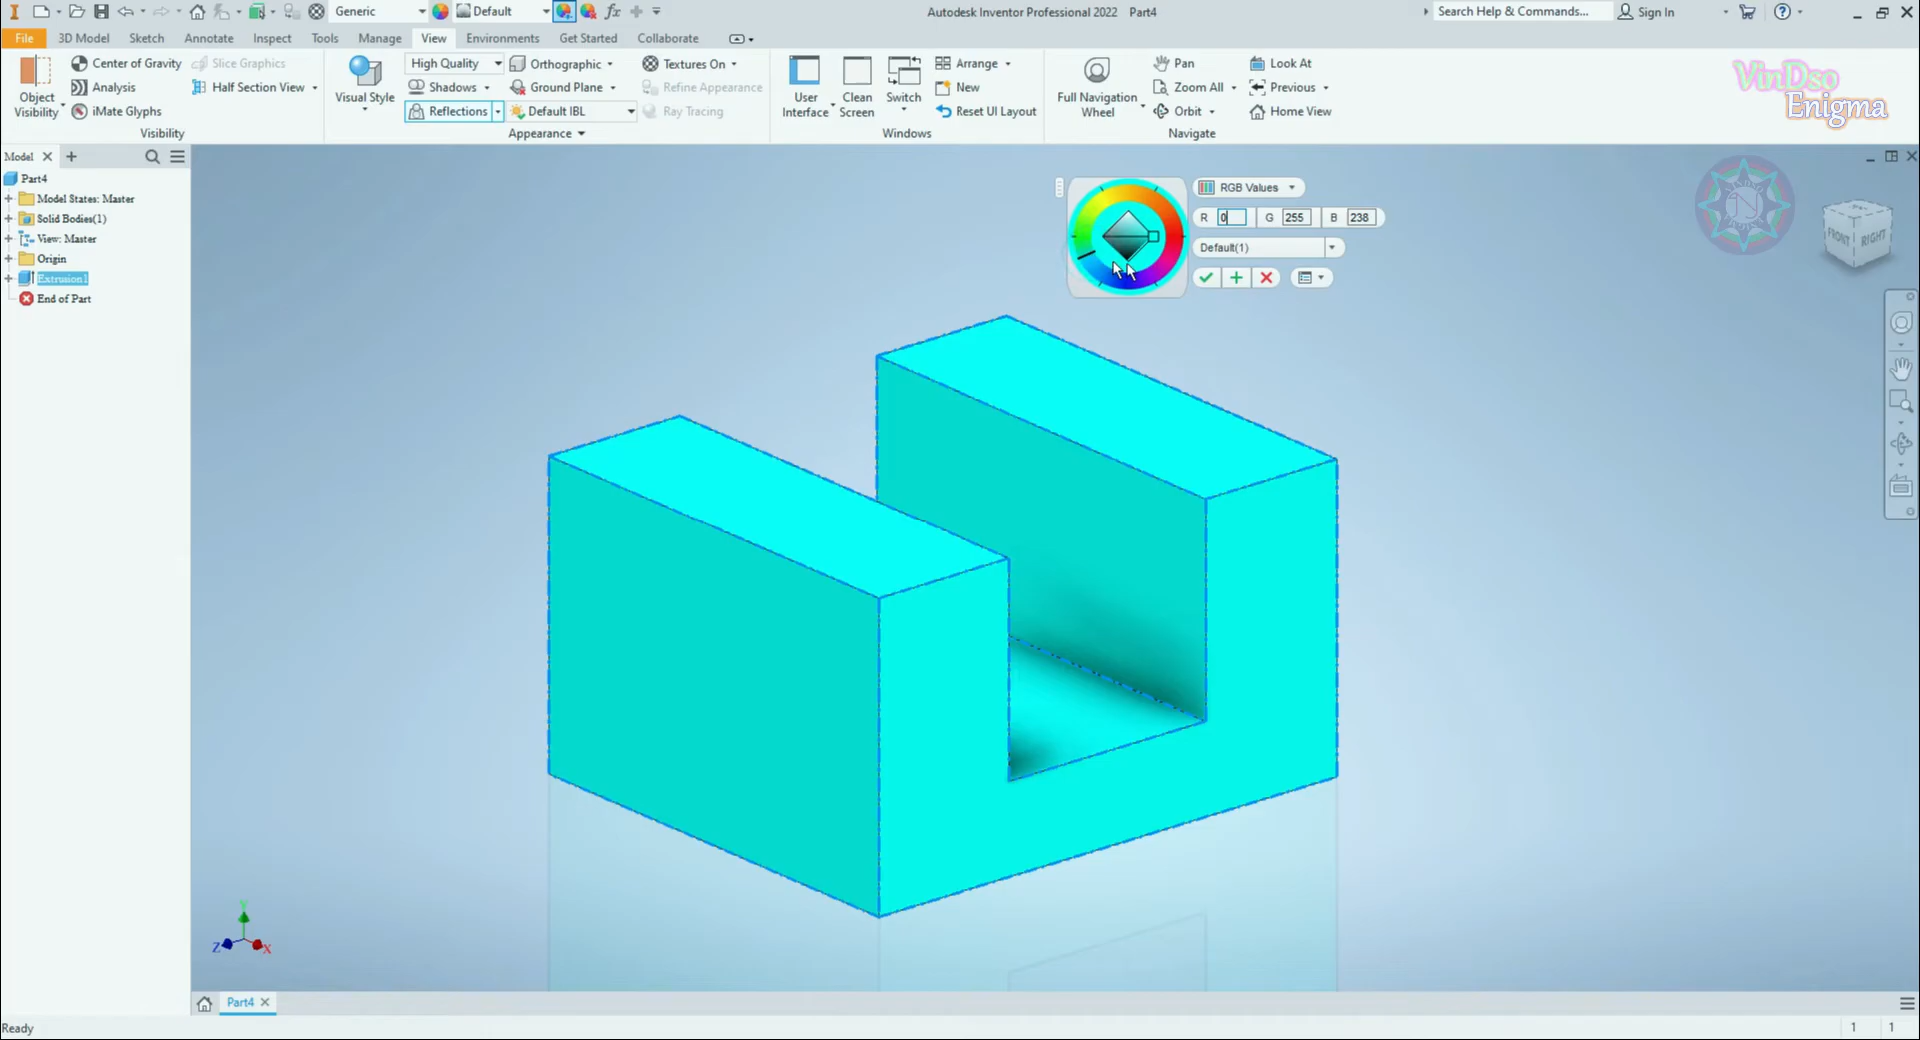 Generic
Default
fx
Autodesk Inventor Professional 2022 Part4
Search Help & Commands...
Sign In
File
3D Model
Sketch
Annotate
Inspect
Tools
Manage
View
Environments
Get Started
Collaborate
Object
Visibility
Center of Gravity
Analysis
iMate Glyphs
Slice Graphics
Half Section View
Visibility
Visual Style
High Quality
Shadows
Reflections
Orthographic
Ground Plane
Default IBL
Textures On
Refine Appearance
Ray Tracing
Appearance
User
Interface
Clean
Screen
Switch
Arrange
New
Reset UI Layout
Windows
Full Navigation
Wheel
Pan
Zoom All
Orbit
Look At
Previous
Home View
Navigate
VinDso
Enigma
Model
Part4
Model States: Master
Solid Bodies(1)
View: Master
Origin
Extrusion1
End of Part
RGB Values
R 0 G 255 B 238
Default(1)
FRONT
RIGHT
Y
Z
X
Part4
Ready
1 1